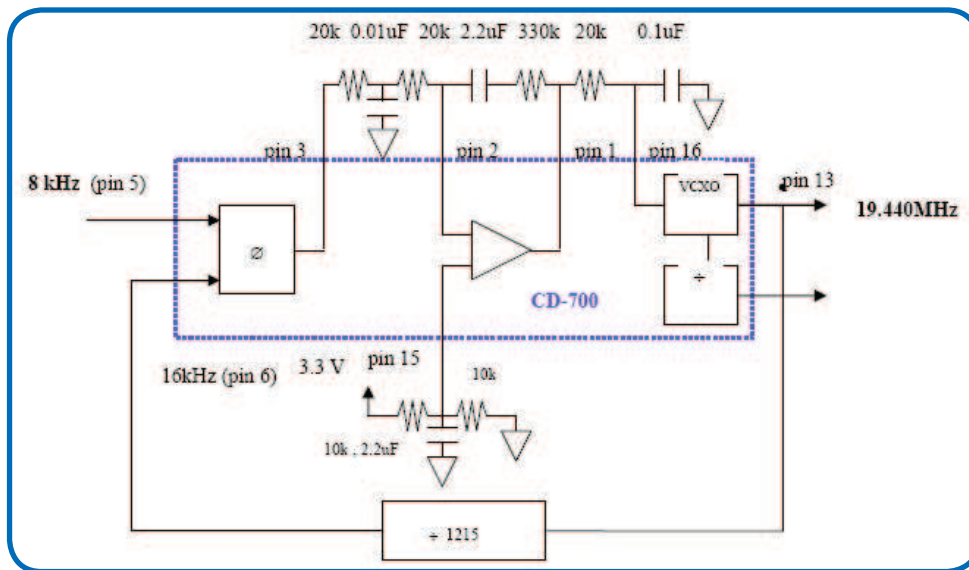 20k 0.01uF 20k 2.2uF 330k 20k 0.1uF
pin 3 pin 2 pin 1 pin 16
8 kHz (pin 5)
VCXO
pin 13
19.440MHz
ø
÷
CD-700
16kHz (pin 6)
3.3 V
pin 15
10k
10k , 2.2uF
÷ 1215